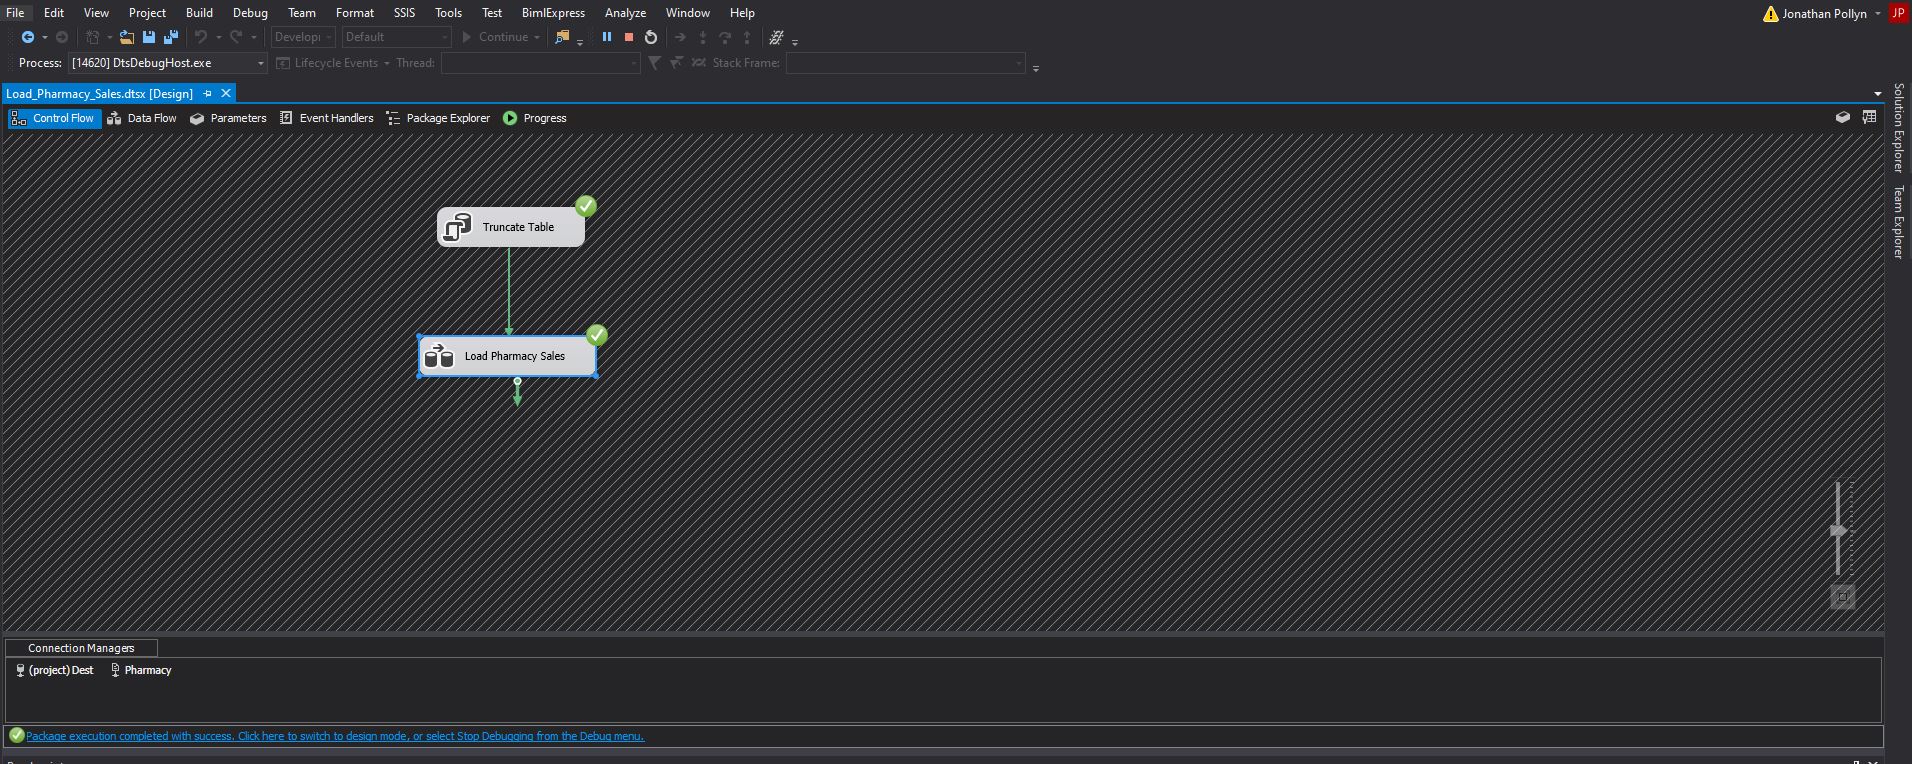 File Edit View Project Build Debug Team Format SSIS Tools Test BimlExpress Analyze Window Help Jonathan Pollyn JP
Developr Default Continue
Process: [14620] DtsDebugHost.exe Lifecycle Events Thread: Stack Frame:
Load_Pharmacy_Sales.dtsx [Design]
Control Flow Data Flow Parameters Event Handlers Package Explorer Progress
Solution Explorer
Team Explorer
Truncate Table
Load Pharmacy Sales
Connection Managers
(project) Dest Pharmacy
Package execution completed with success. Click here to switch to design mode, or select Stop Debugging from the Debug menu.